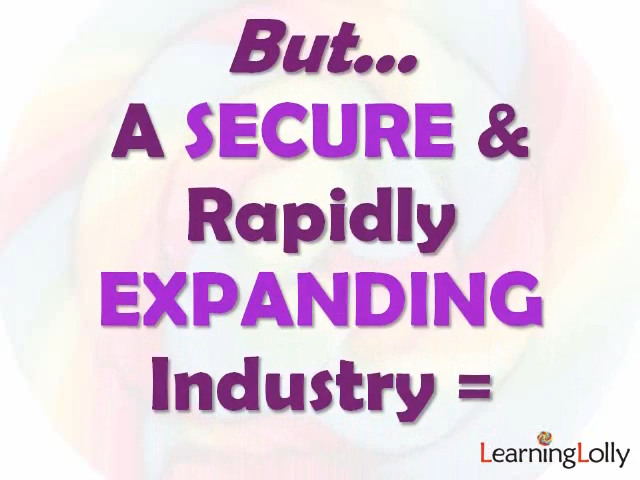 But...
A SECURE &
Rapidly
EXPANDING
Industry =
LearningLolly